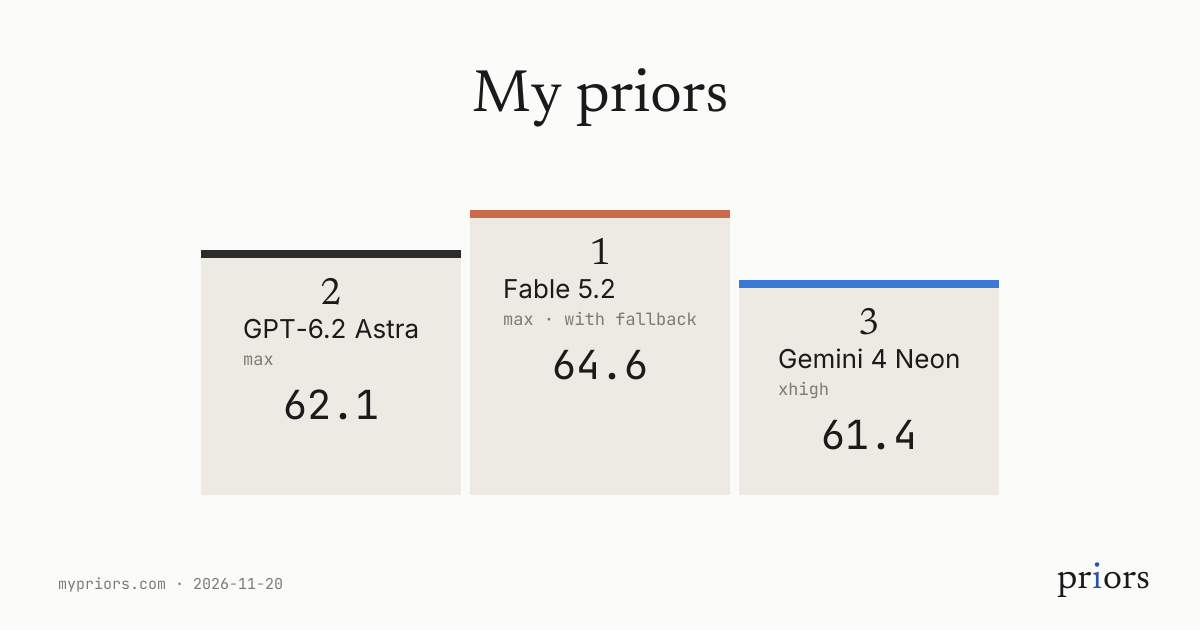 My priors
2
GPT-6.2 Astra
max
62.1
1
Fable 5.2
max · with fallback
64.6
3
Gemini 4 Neon
xhigh
61.4
mypriors.com · 2026-11-20
priors